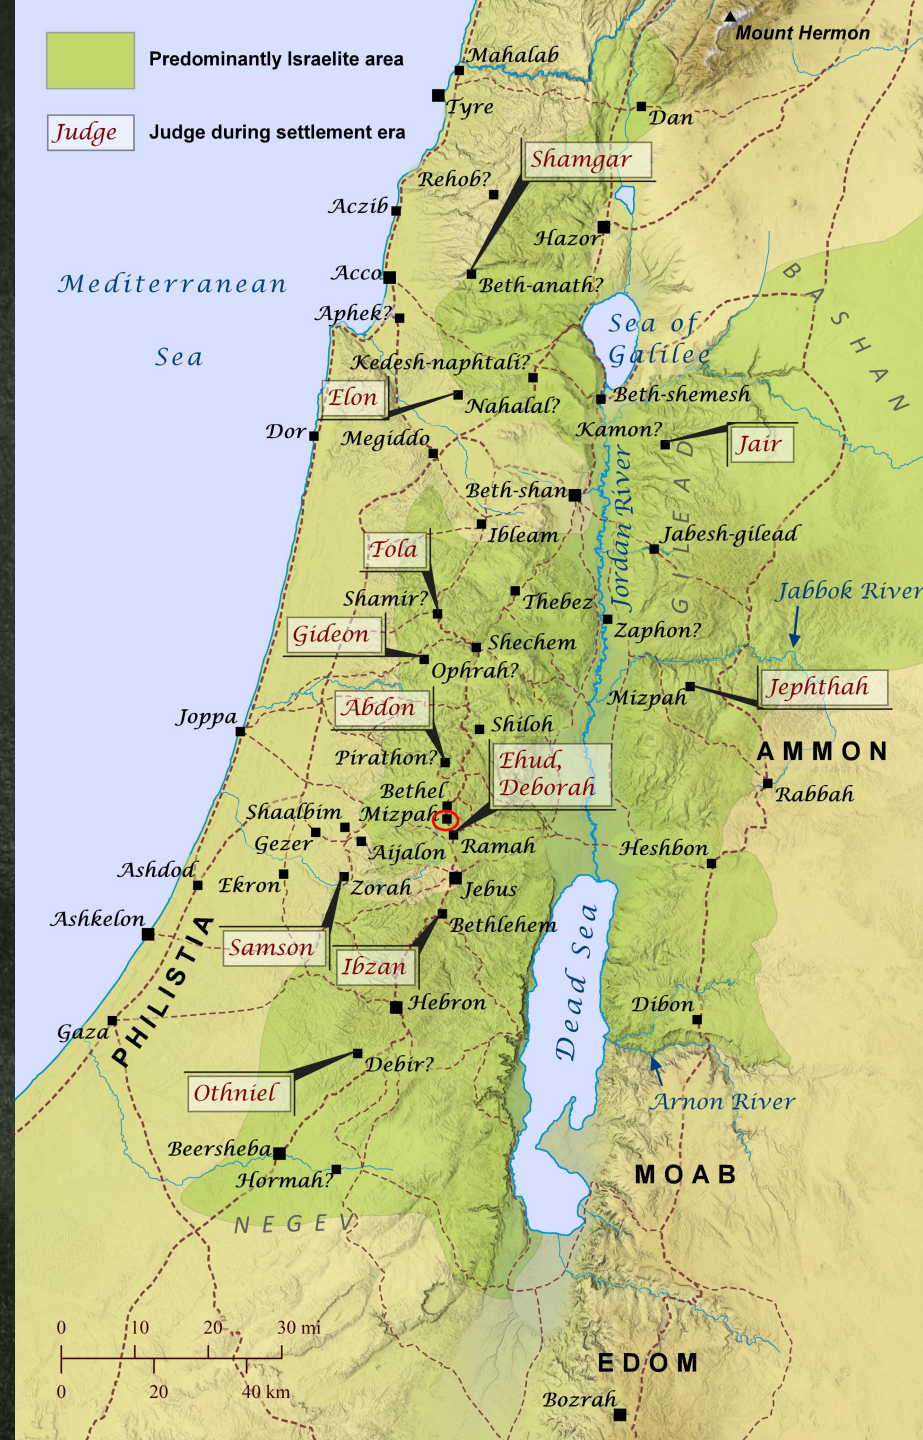 Mount Hermon
Predominantly Israelite area
Mahalab
Tyre
Dan
Judge
Judge during settlement era
Shamgar
Rehob?
Aczib
Hazor
Acco
Beth-anath?
Mediterranean
Sea
BASHAN
Aphek?
Sea of
Galilee
Kedesh-naphtali?
Elon
Nahalal?
Beth-shemesh
Dor
Megiddo
Kamon?
Jair
Beth-shan
Jordan River
GILEAD
Ibleam
Jabesh-gilead
Tola
Shamir?
Thebez
Jabbok River
Gideon
Shechem
Zaphon?
Ophrah?
Mizpah
Jephthah
Abdon
Joppa
Shiloh
Pirathon?
Ehud,
Deborah
AMMON
Bethel
Rabbah
Shaalbim
Mizpah
Gezer
Aijalon
Ramah
Heshbon
Ashdod
Ekron
Zorah
Jebus
Ashkelon
Bethlehem
PHILISTIA
Samson
Ibzan
Dead Sea
Hebron
Dibon
Gaza
Debir?
Othniel
Arnon River
Beersheba
Hormah?
MOAB
NEGEV
0 10 20 30 mi
0 20 40 km
EDOM
Bozrah